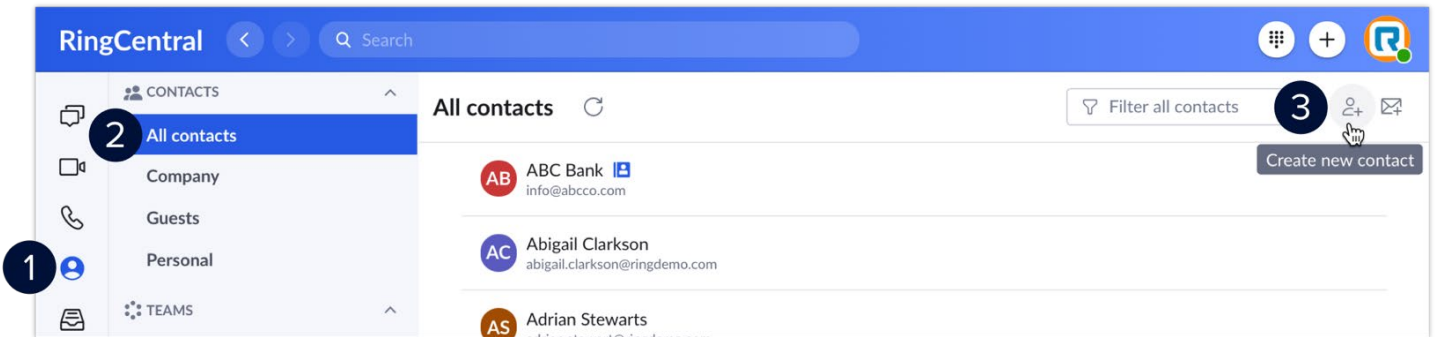 RingCentral
Search
CONTACTS
2
All contacts
Company
Guests
Personal
TEAMS
1
All contacts
Filter all contacts
3
Create new contact
AB
ABC Bank
info@abcco.com
AC
Abigail Clarkson
abigail.clarkson@ringdemo.com
AS
Adrian Stewarts